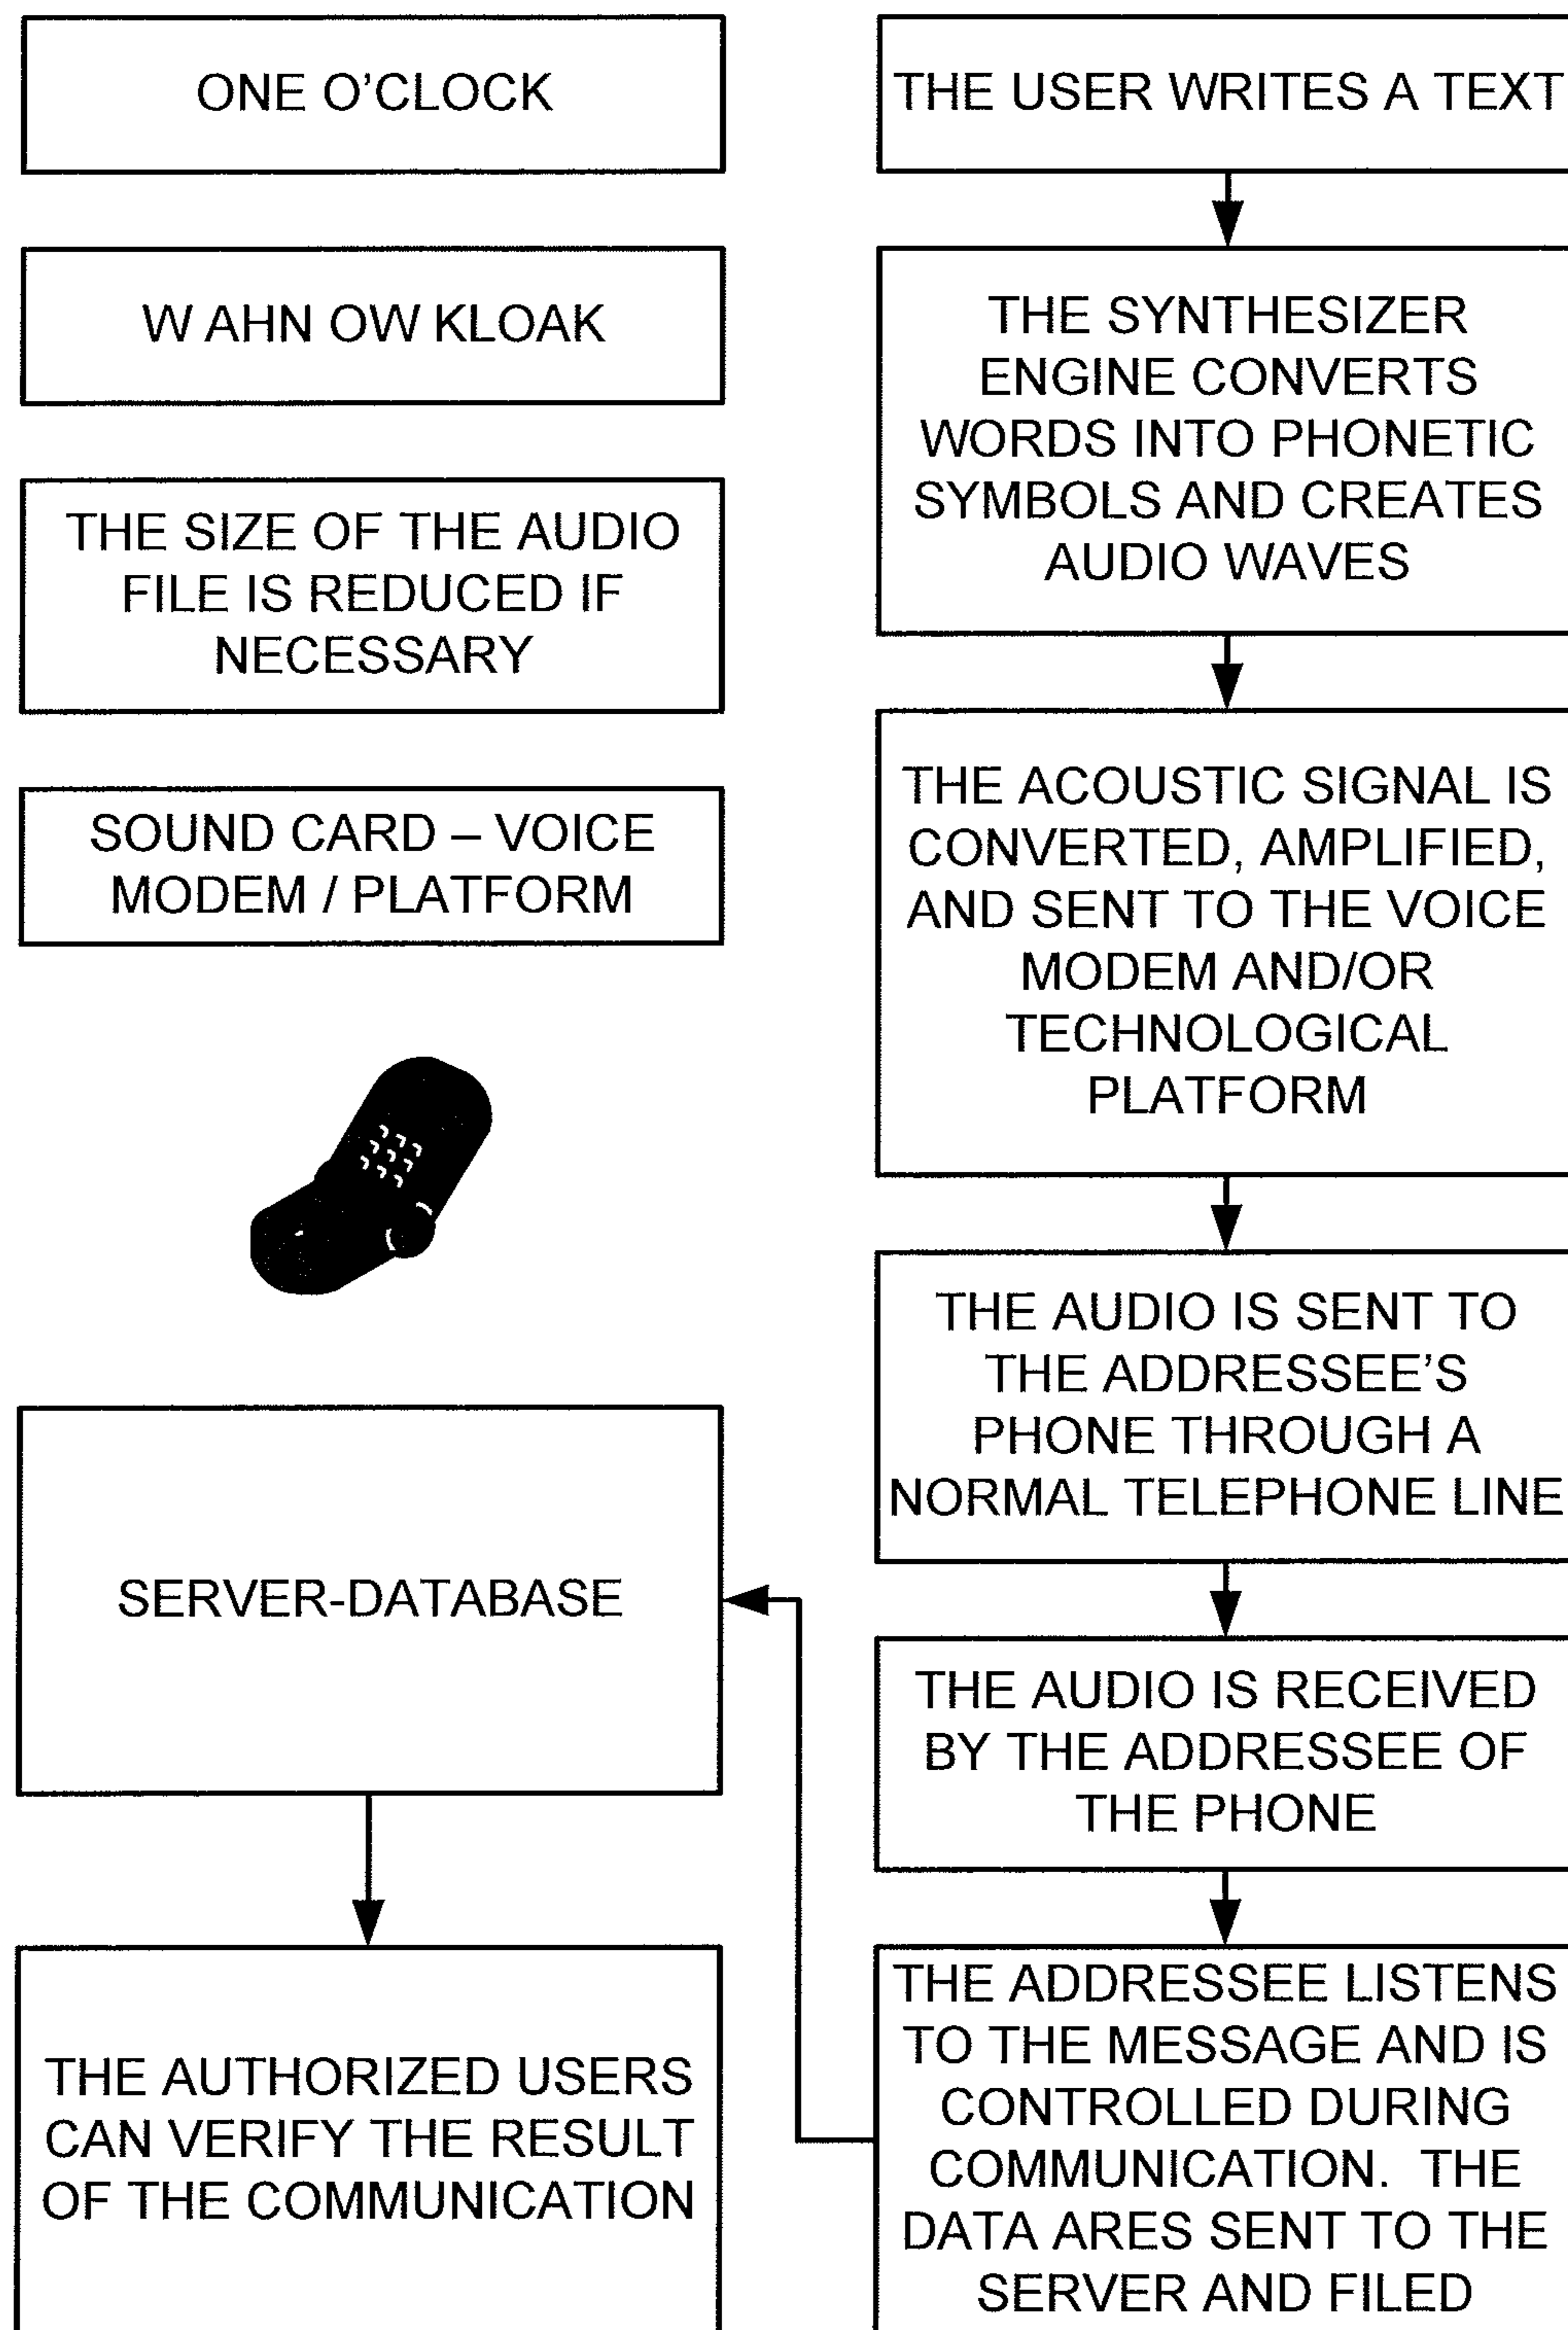 ONE O'CLOCK
W AHN OW KLOAK
THE SIZE OF THE AUDIO
FILE IS REDUCED IF
NECESSARY
SOUND CARD – VOICE
MODEM / PLATFORM
SERVER-DATABASE
THE AUTHORIZED USERS
CAN VERIFY THE RESULT
OF THE COMMUNICATION
THE USER WRITES A TEXT
THE SYNTHESIZER
ENGINE CONVERTS
WORDS INTO PHONETIC
SYMBOLS AND CREATES
AUDIO WAVES
THE ACOUSTIC SIGNAL IS
CONVERTED, AMPLIFIED,
AND SENT TO THE VOICE
MODEM AND/OR
TECHNOLOGICAL
PLATFORM
THE AUDIO IS SENT TO
THE ADDRESSEE'S
PHONE THROUGH A
NORMAL TELEPHONE LINE
THE AUDIO IS RECEIVED
BY THE ADDRESSEE OF
THE PHONE
THE ADDRESSEE LISTENS
TO THE MESSAGE AND IS
CONTROLLED DURING
COMMUNICATION.  THE
DATA ARES SENT TO THE
SERVER AND FILED